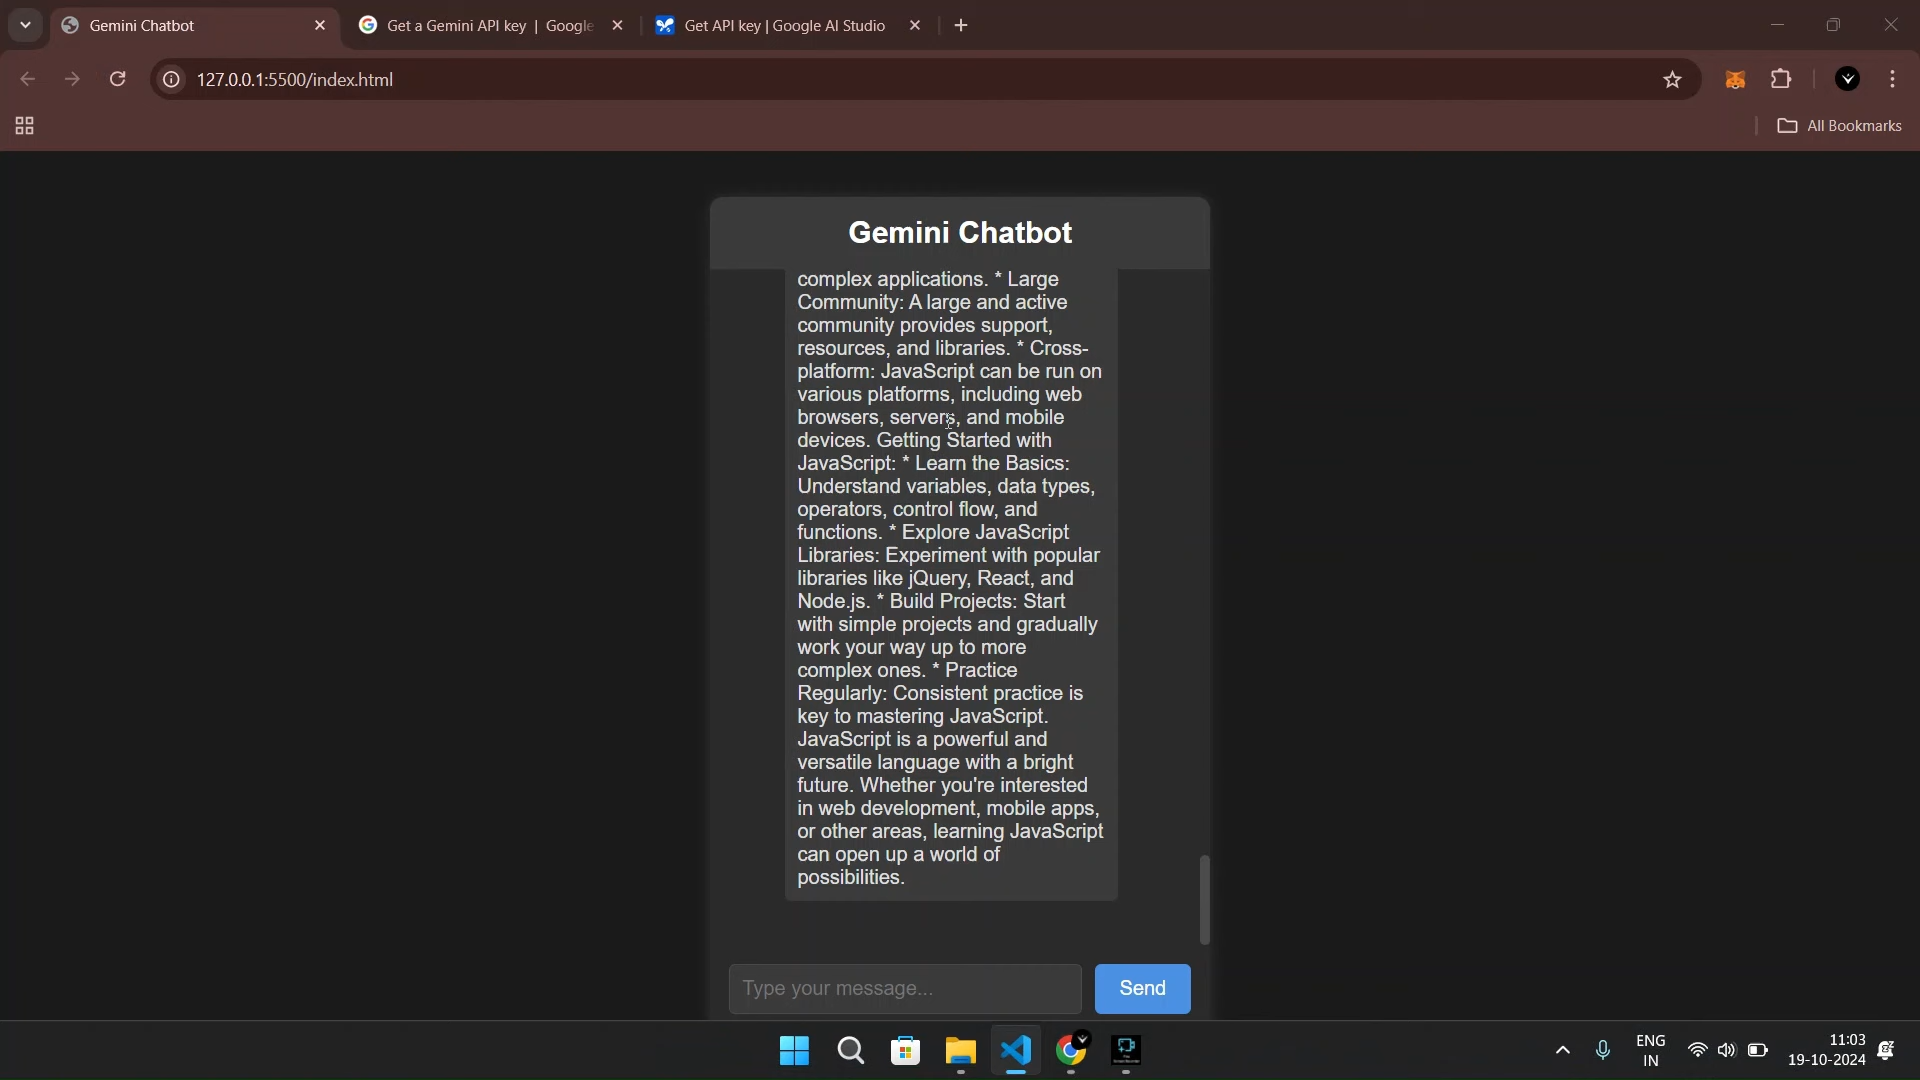 Gemini Chatbot
Get a Gemini API key | Google
Get API key | Google AI Studio
127.0.0.1:5500/index.html
All Bookmarks
Gemini Chatbot
complex applications. * Large
Community: A large and active
community provides support,
resources, and libraries. * Cross-
platform: JavaScript can be run on
various platforms, including web
browsers, servers, and mobile
devices. Getting Started with
JavaScript: * Learn the Basics:
Understand variables, data types,
operators, control flow, and
functions. * Explore JavaScript
Libraries: Experiment with popular
libraries like jQuery, React, and
Node.js. * Build Projects: Start
with simple projects and gradually
work your way up to more
complex ones. * Practice
Regularly: Consistent practice is
key to mastering JavaScript.
JavaScript is a powerful and
versatile language with a bright
future. Whether you're interested
in web development, mobile apps,
or other areas, learning JavaScript
can open up a world of
possibilities.
Type your message...
Send
ENG
IN
11:03
19-10-2024